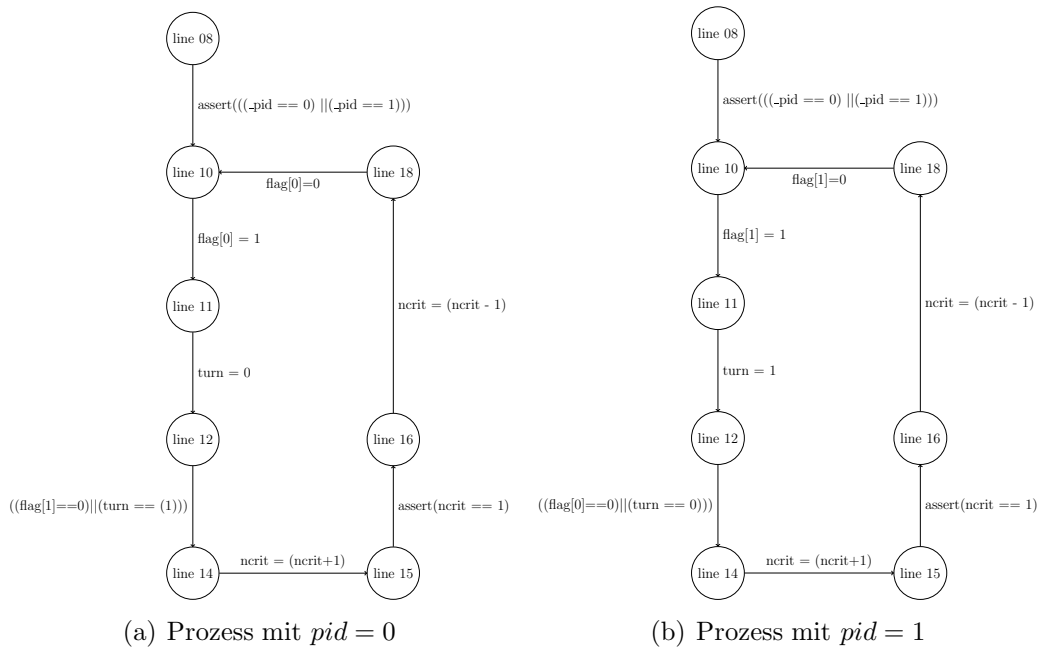 line 08
assert(((_pid == 0) ||(_pid == 1)))
line 10
line 18
flag[0]=0
flag[0] = 1
line 11
ncrit = (ncrit - 1)
turn = 0
line 12
line 16
((flag[1]==0)||(turn == (1)))
assert(ncrit == 1)
line 14
ncrit = (ncrit+1)
line 15
(a) Prozess mit pid = 0
line 08
assert(((_pid == 0) ||(_pid == 1)))
line 10
line 18
flag[1]=0
flag[1] = 1
line 11
ncrit = (ncrit - 1)
turn = 1
line 12
line 16
((flag[0]==0)||(turn == 0)))
assert(ncrit == 1)
line 14
ncrit = (ncrit+1)
line 15
(b) Prozess mit pid = 1